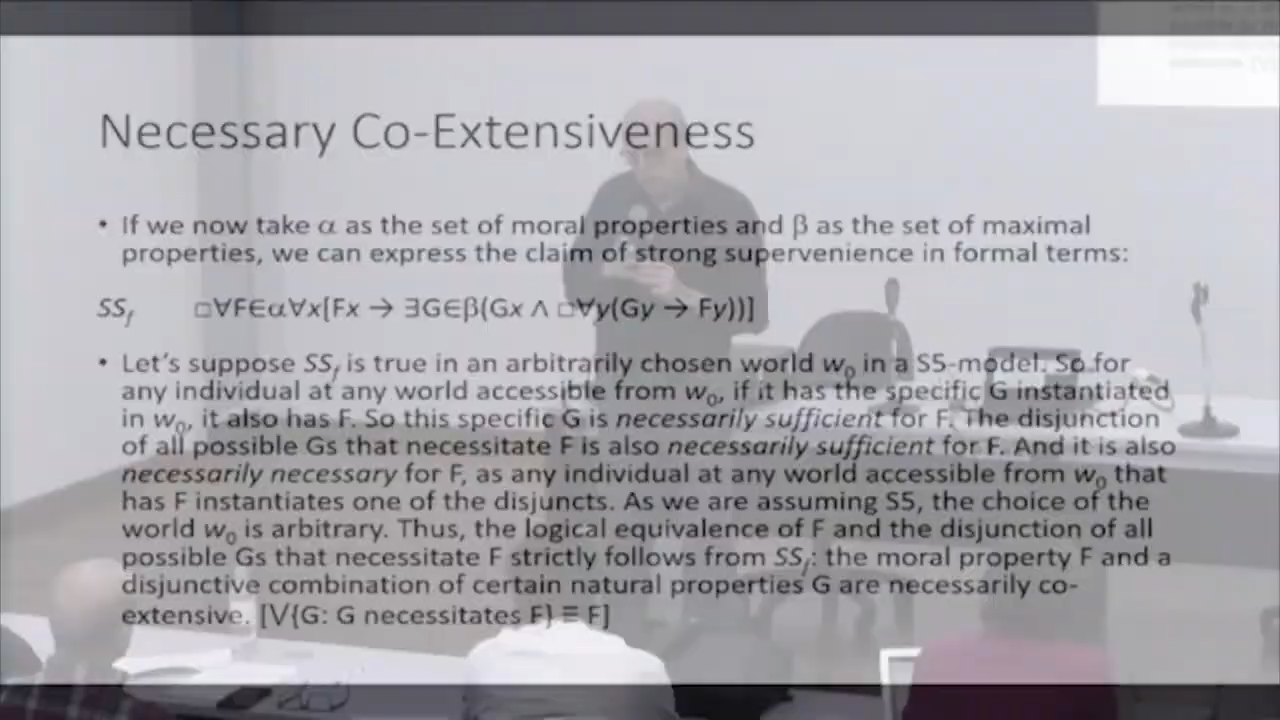 Necessary Co-Extensiveness
• If we now take α as the set of moral properties and β as the set of maximal
properties, we can express the claim of strong supervenience in formal terms:
SSf □∀F∈α∀x[Fx → ∃G∈β(Gx ∧ □∀y(Gy → Fy))]
• Let's suppose SSf is true in an arbitrarily chosen world w0 in a S5-model. So for
any individual at any world accessible from w0, if it has the specific G instantiated
in w0, it also has F. So this specific G is necessarily sufficient for F. The disjunction
of all possible Gs that necessitate F is also necessarily sufficient for F. And it is also
necessarily necessary for F, as any individual at any world accessible from w0 that
has F instantiates one of the disjuncts. As we are assuming S5, the choice of the
world w0 is arbitrary. Thus, the logical equivalence of F and the disjunction of all
possible Gs that necessitate F strictly follows from SSf: the moral property F and a
disjunctive combination of certain natural properties G are necessarily co-
extensive. [V{G: G necessitates F} ≡ F]